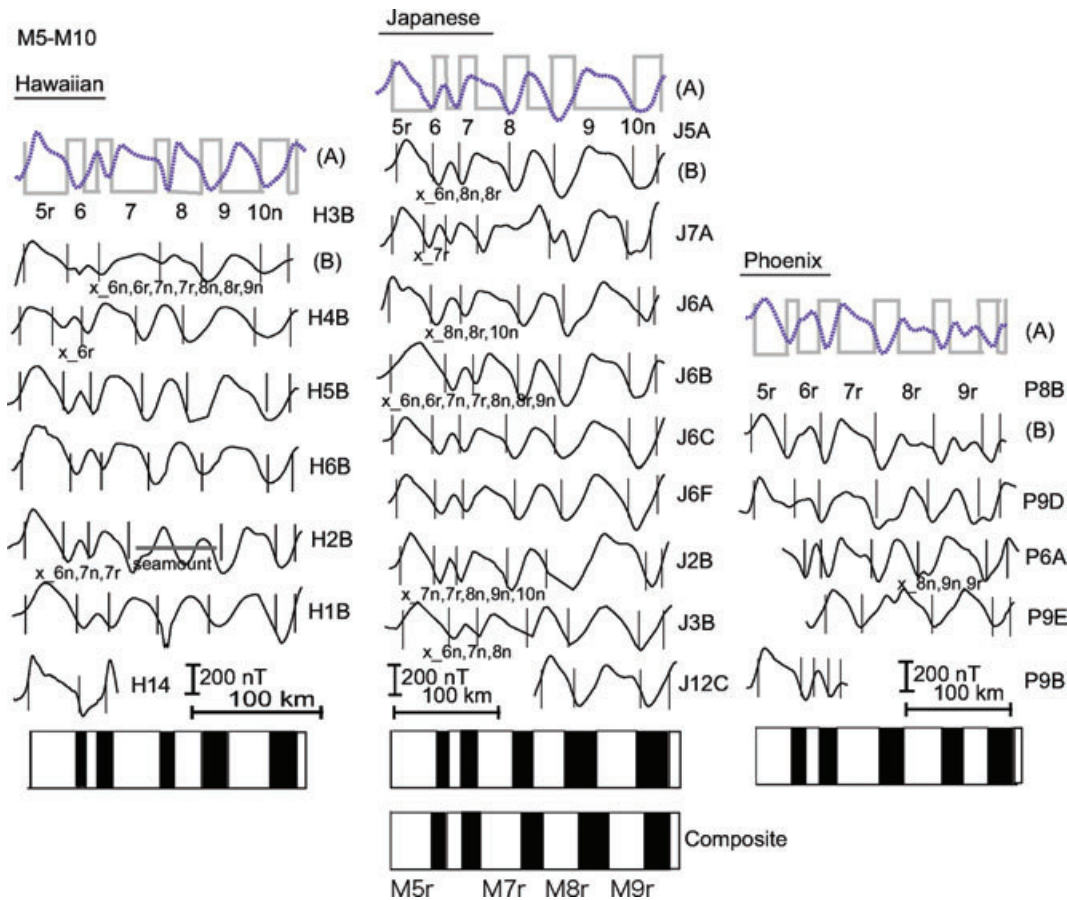 M5-M10
Hawaiian
(A)
5r 6 7 8 9 10n
H3B
(B)
x_6n,6r,7n,7r,8n,8r,9n
H4B
x_6r
H5B
H6B
H2B
seamount
x_6n,7n,7r
H1B
H14
200 nT
100 km
Japanese
(A)
5r 6 7 8 9 10n
J5A
(B)
x_6n,8n,8r
J7A
x_7r
J6A
x_8n,8r,10n
J6B
x_6n,6r,7n,7r,8n,8r,9n
J6C
J6F
J2B
x_7n,7r,8n,9n,10n
J3B
x_6n,7n,8n
200 nT
100 km
J12C
Composite
M5r M7r M8r M9r
Phoenix
(A)
5r 6r 7r 8r 9r
P8B
(B)
P9D
P6A
x_8n,9n,9r
P9E
P9B
200 nT
100 km